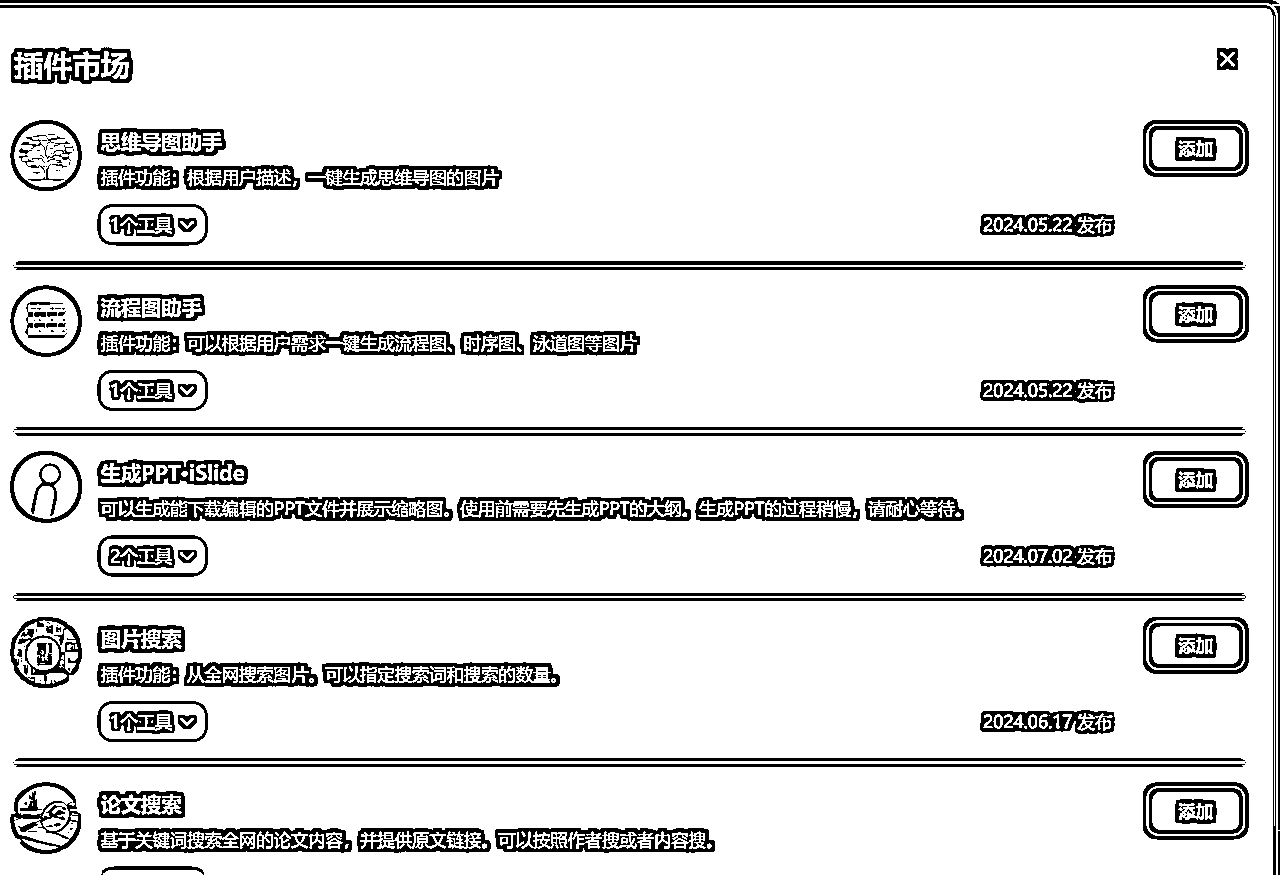 插件市场
思维导图助手
添加
插件功能：根据用户描述，一键生成思维导图的图片
1个工具
2024.05.22 发布
流程图助手
添加
插件功能：可以根据用户需求一键生成流程图、时序图、泳道图等图片
1个工具
2024.05.22 发布
生成PPT·iSlide
添加
可以生成能下载编辑的PPT文件并展示缩略图。使用前需要先生成PPT的大纲。生成PPT的过程稍慢，请耐心等待。
2个工具
2024.07.02 发布
图片搜索
添加
插件功能：从全网搜索图片。可以指定搜索词和搜索的数量。
1个工具
2024.06.17 发布
论文搜索
添加
基于关键词搜索全网的论文内容，并提供原文链接。可以按照作者搜或者内容搜。